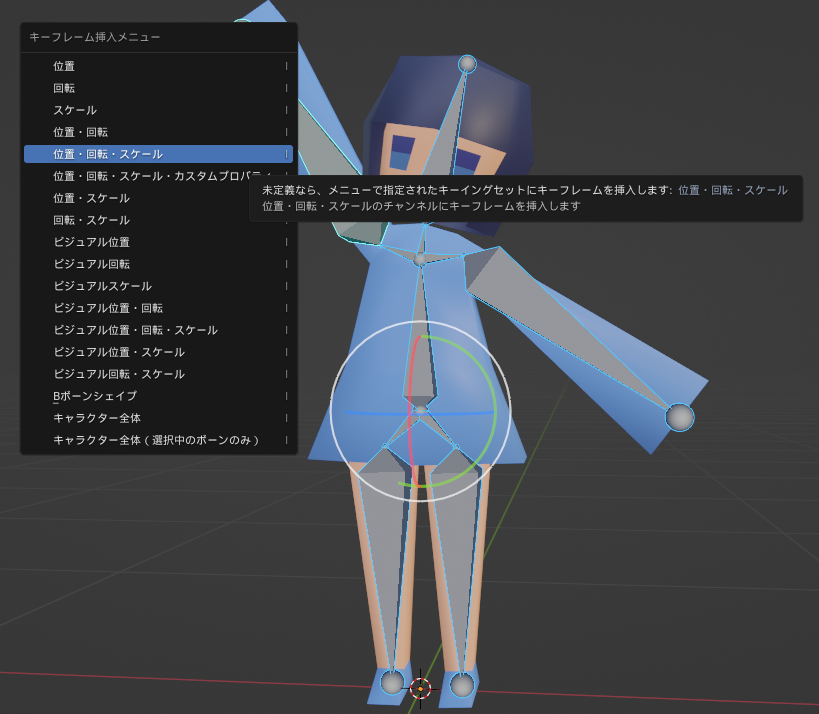 キーフレーム挿入メニュー
位置 I
回転 I
スケール I
位置・回転 I
位置・回転・スケール I
位置・回転・スケール・カスタムプロパティ
位置・スケール I
回転・スケール I
ビジュアル位置 I
ビジュアル回転 I
ビジュアルスケール I
ビジュアル位置・回転 I
ビジュアル位置・回転・スケール I
ビジュアル位置・スケール I
ビジュアル回転・スケール I
Bボーンシェイプ I
キャラクター全体 I
キャラクター全体 ( 選択中のボーンのみ ) I
未定義なら、メニューで指定されたキーイングセットにキーフレームを挿入します: 位置・回転・スケール
位置・回転・スケールのチャンネルにキーフレームを挿入します